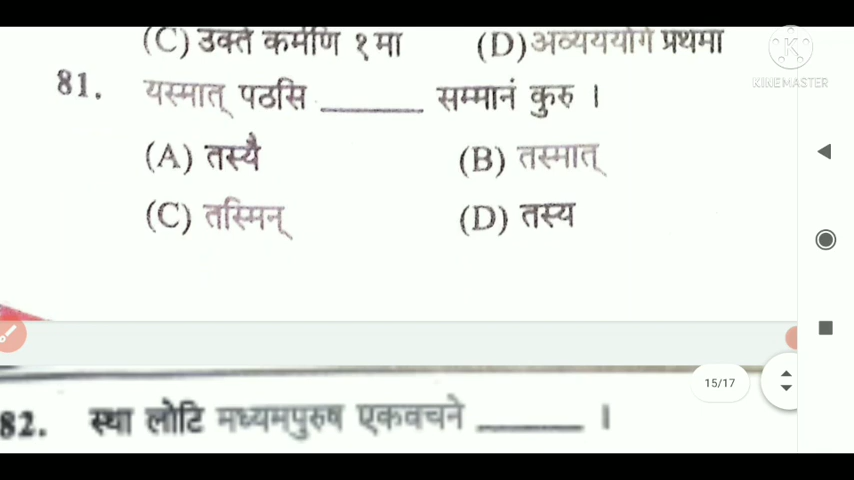 (C) उक्ते कर्मणि १मा (D) अव्यययोगे प्रथमा
KINEMASTER
81. यस्मात् पठसि ______ सम्मानं कुरु ।
(A) तस्यै (B) तस्मात्
(C) तस्मिन् (D) तस्य
15/17
82. स्था लोटि मध्यमपुरुष एकवचने ______ ।